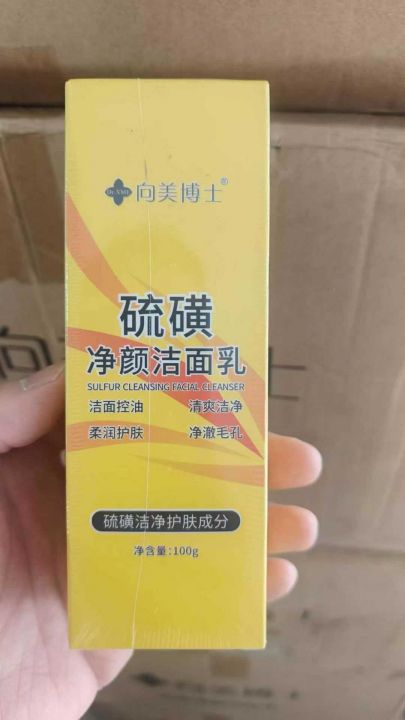 Dr.XMI 向美博士®
硫磺
净颜洁面乳
SULFUR CLEANSING FACIAL CLEANSER
洁面控油 清爽洁净
柔润护肤 净澈毛孔
硫磺洁净护肤成分
净含量:100g